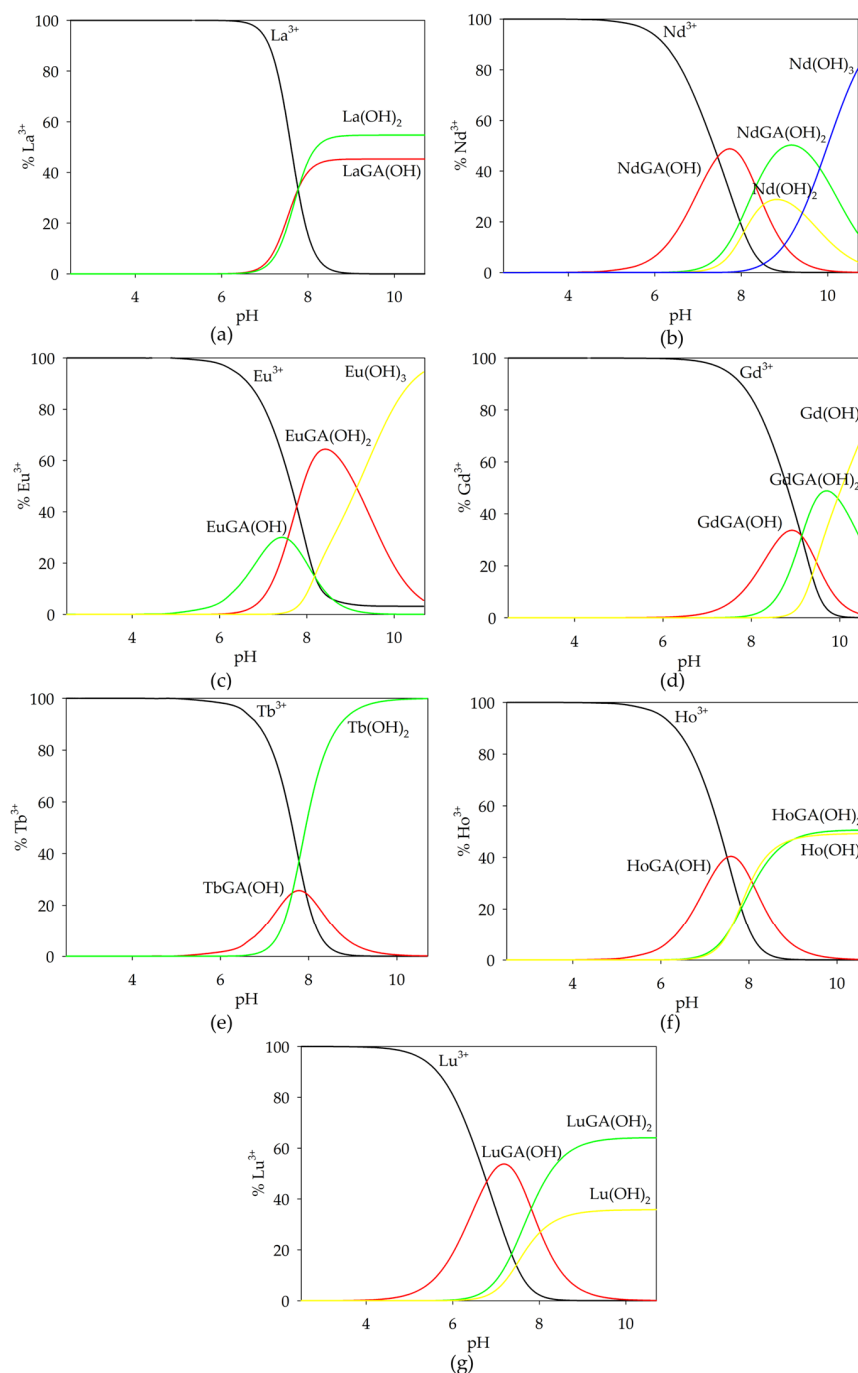 100
80
60
40
20
0
% La³⁺
La³⁺
La(OH)₂
LaGA(OH)
4 6 8 10
pH
(a)
100
80
60
40
20
0
% Nd³⁺
Nd³⁺
Nd(OH)₃
NdGA(OH)₂
NdGA(OH)
Nd(OH)₂
4 6 8 10
pH
(b)
100
80
60
40
20
0
% Eu³⁺
Eu³⁺
Eu(OH)₃
EuGA(OH)₂
EuGA(OH)
4 6 8 10
pH
(c)
100
80
60
40
20
0
% Gd³⁺
Gd³⁺
Gd(OH)
GdGA(OH)₂
GdGA(OH)
4 6 8 10
pH
(d)
100
80
60
40
20
0
% Tb³⁺
Tb³⁺
Tb(OH)₂
TbGA(OH)
4 6 8 10
pH
(e)
100
80
60
40
20
0
% Ho³⁺
Ho³⁺
HoGA(OH)₂
Ho(OH)
HoGA(OH)
4 6 8 10
pH
(f)
100
80
60
40
20
0
% Lu³⁺
Lu³⁺
LuGA(OH)₂
LuGA(OH)
Lu(OH)₂
4 6 8 10
pH
(g)